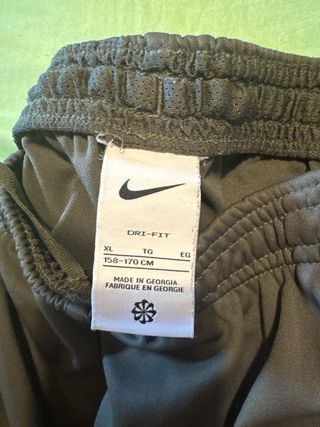 DRI-FIT
XL TG EG
158-170 CM
MADE IN GEORGIA
FABRIQUE EN GEORGIE